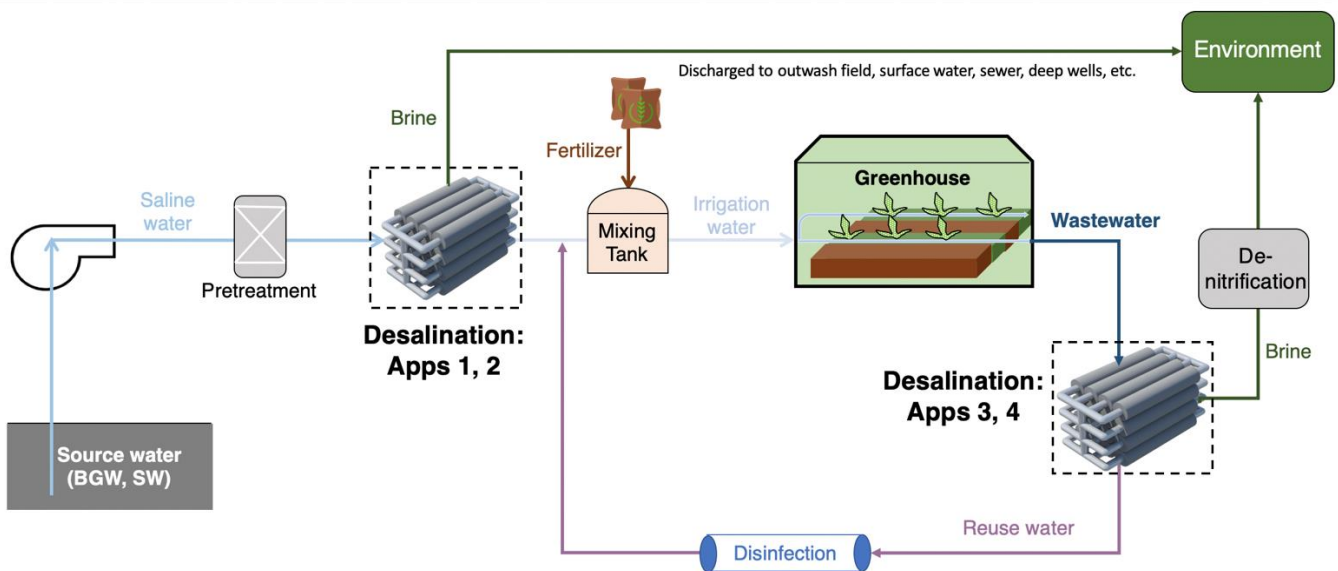 Environment
Discharged to outwash field, surface water, sewer, deep wells, etc.
Brine
Fertilizer
Greenhouse
Saline
water
Irrigation
water
Wastewater
Mixing
Tank
De-
nitrification
Pretreatment
Desalination:
Apps 1, 2
Brine
Desalination:
Apps 3, 4
Source water
(BGW, SW)
Reuse water
Disinfection